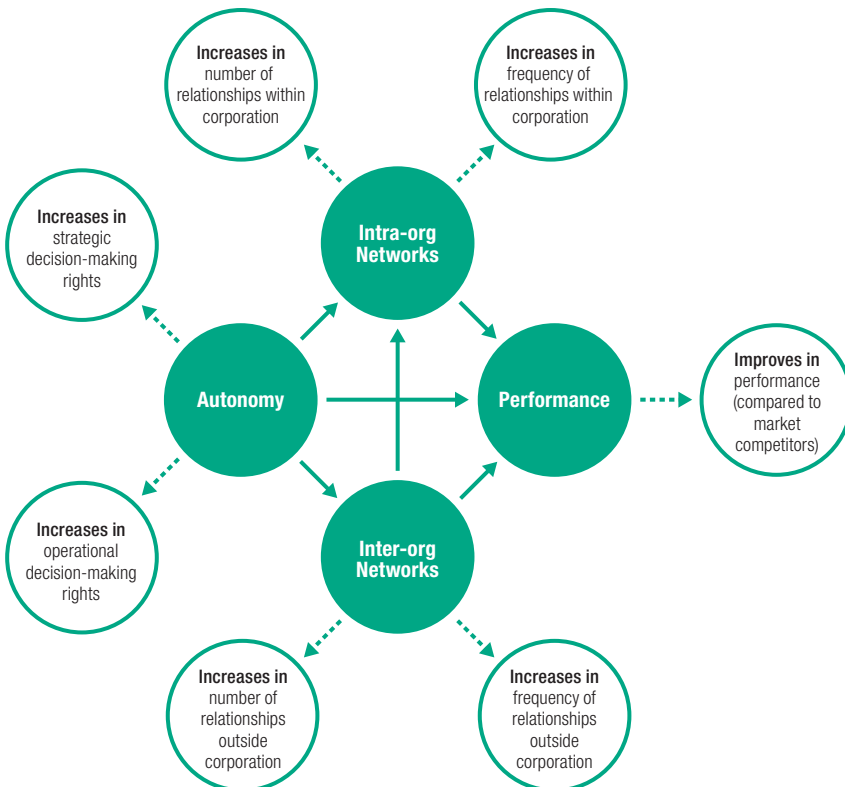 Increases in
number of
relationships within
corporation
Increases in
frequency of
relationships within
corporation
Increases in
strategic
decision-making
rights
Intra-org
Networks
Autonomy
Performance
Improves in
performance
(compared to
market
competitors)
Increases in
operational
decision-making
rights
Inter-org
Networks
Increases in
number of
relationships
outside
corporation
Increases in
frequency of
relationships
outside
corporation